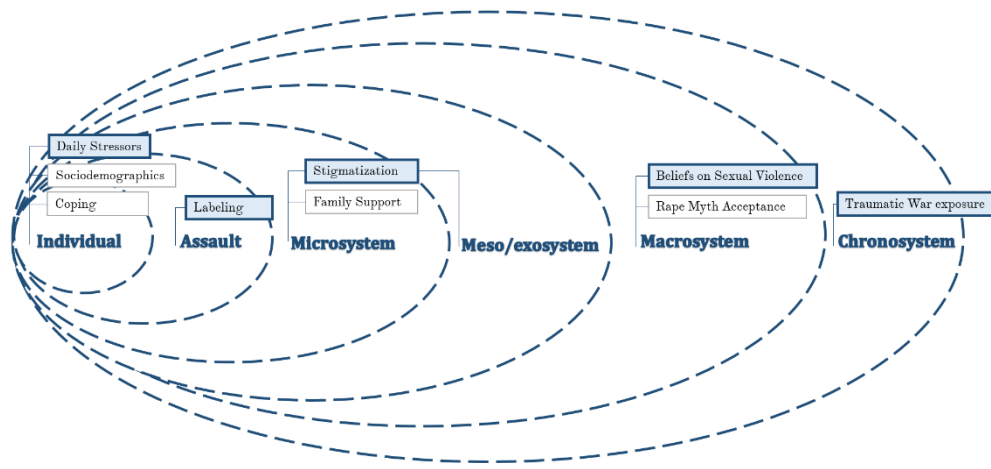 Daily Stressors
Sociodemographics
Coping
Individual
Labeling
Assault
Stigmatization
Family Support
Microsystem
Meso/exosystem
Beliefs on Sexual Violence
Rape Myth Acceptance
Macrosystem
Traumatic War exposure
Chronosystem